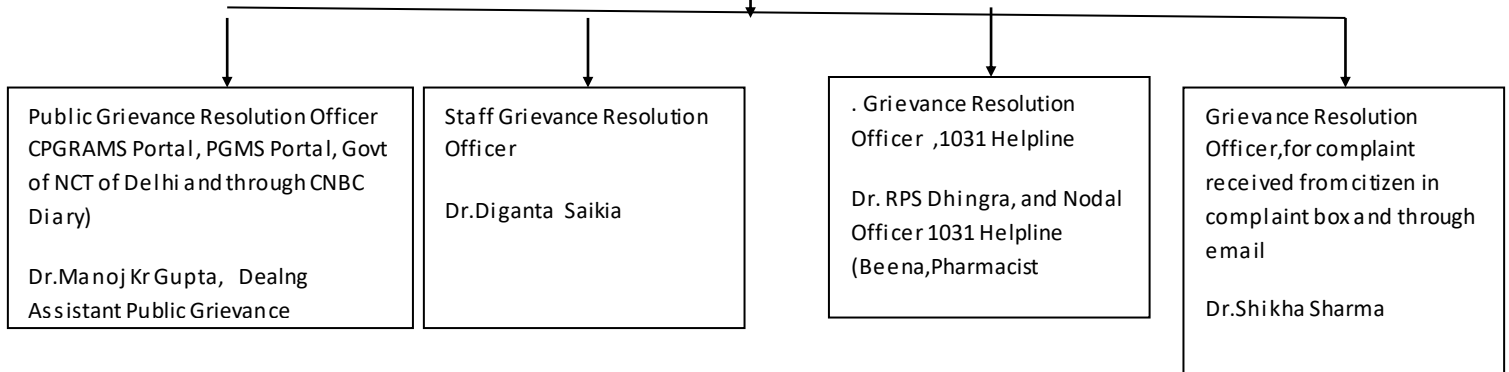 Public Grievance Resolution Officer
CPGRAMS Portal, PGMS Portal, Govt
of NCT of Delhi and through CNBC
Diary)
Dr.Manoj Kr Gupta, Dealng
Assistant Public Grievance
Staff Grievance Resolution
Officer
Dr.Diganta Saikia
. Grievance Resolution
Officer ,1031 Helpline
Dr. RPS Dhingra, and Nodal
Officer 1031 Helpline
(Beena,Pharmacist
Grievance Resolution
Officer,for complaint
received from citizen in
complaint box and through
email
Dr.Shikha Sharma